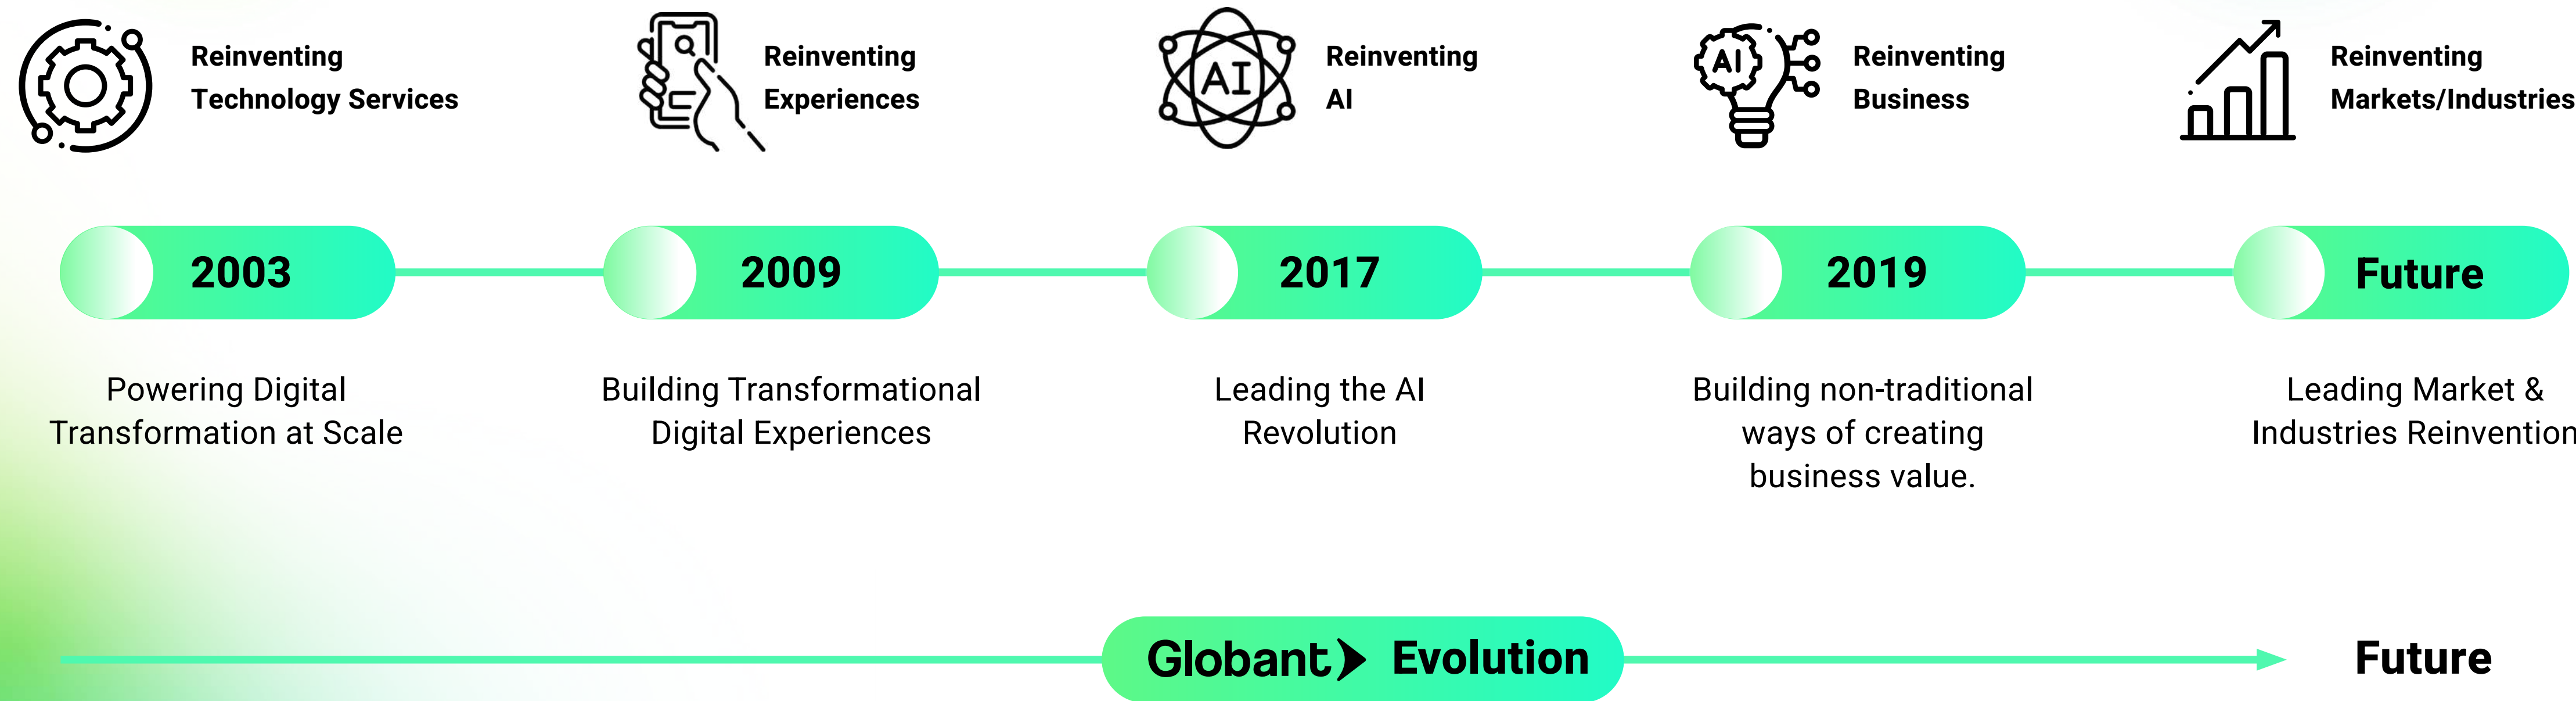 Reinventing
Technology Services
Reinventing
Experiences
AI
Reinventing
AI
AI
Reinventing
Business
Reinventing
Markets/Industries
2003
2009
2017
2019
Future
Powering Digital
Transformation at Scale
Building Transformational
Digital Experiences
Leading the AI
Revolution
Building non-traditional
ways of creating
business value.
Leading Market &
Industries Reinvention
Globant Evolution
Future